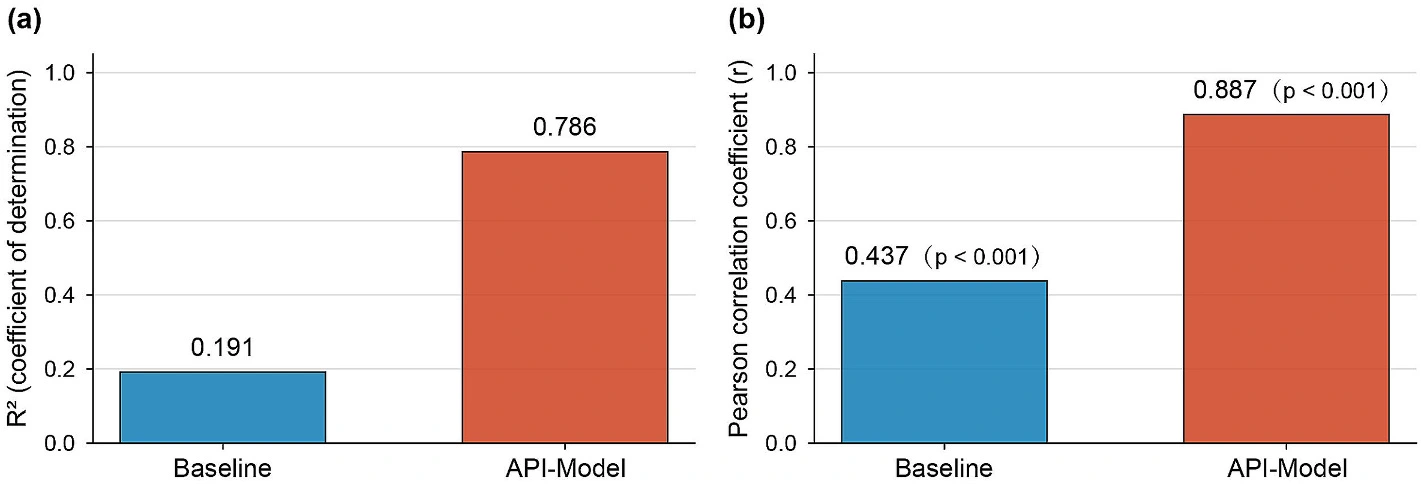 (a)
R² (coefficient of determination)
1.0
0.8
0.6
0.4
0.2
0.0
0.191
0.786
Baseline
API-Model
(b)
Pearson correlation coefficient (r)
1.0
0.8
0.6
0.4
0.2
0.0
0.437（p < 0.001）
0.887（p < 0.001）
Baseline
API-Model